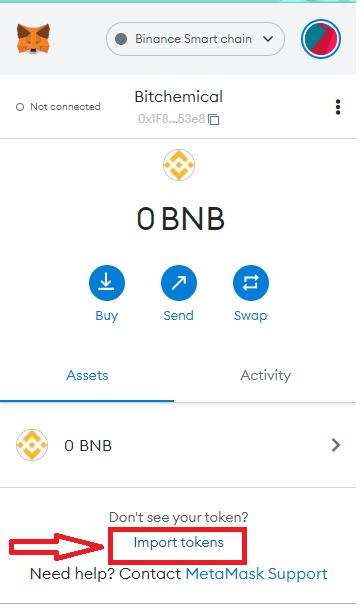 Binance Smart chain
Not connected
Bitchemical
0x1F8...53e8
0 BNB
Buy Send Swap
Assets Activity
0 BNB
Don't see your token?
Import tokens
Need help? Contact MetaMask Support